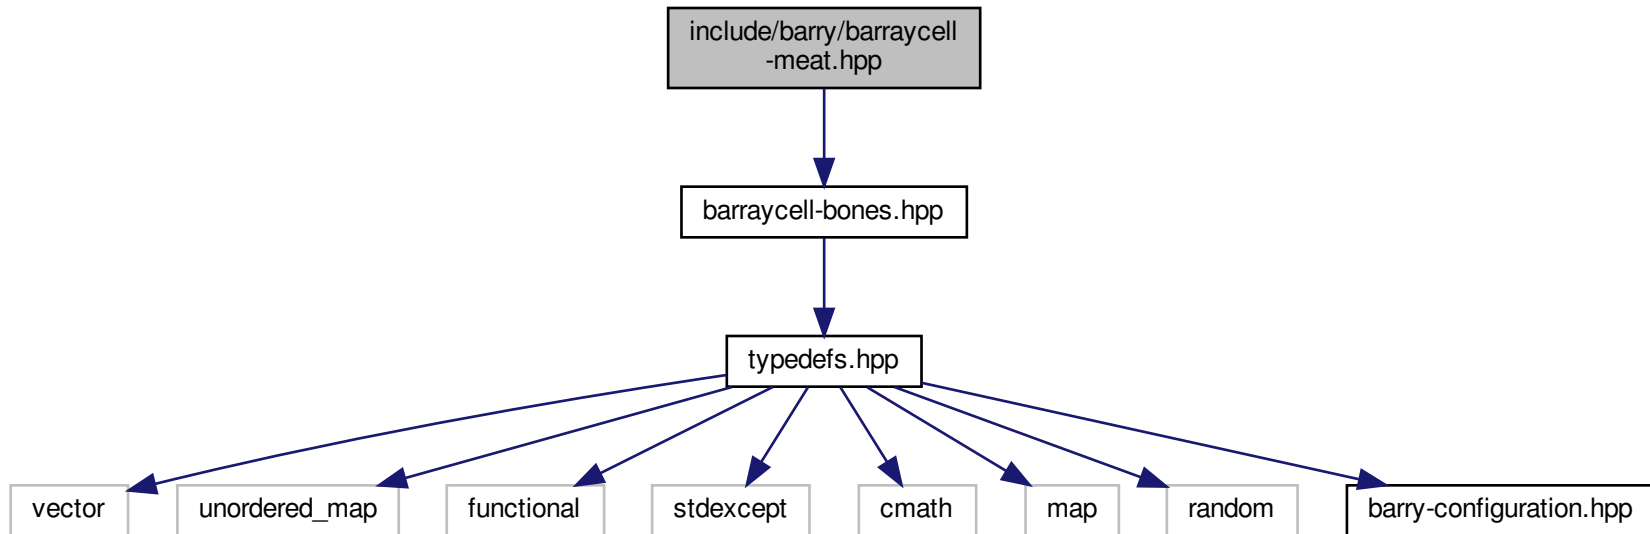 include/barry/barraycell
-meat.hpp
barraycell-bones.hpp
typedefs.hpp
vector
unordered_map
functional
stdexcept
cmath
map
random
barry-configuration.hpp